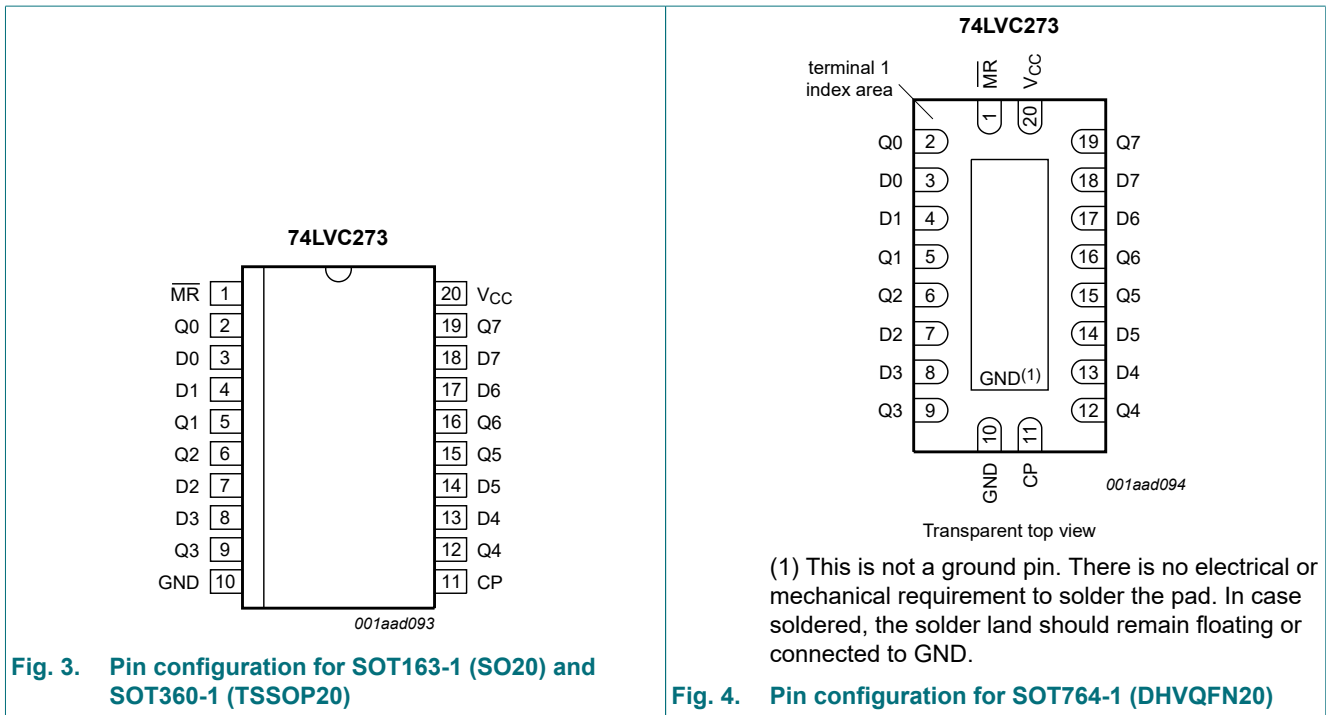 74LVC273
MR 1 20 VCC
Q0 2 19 Q7
D0 3 18 D7
D1 4 17 D6
Q1 5 16 Q6
Q2 6 15 Q5
D2 7 14 D5
D3 8 13 D4
Q3 9 12 Q4
GND 10 11 CP
001aad093
Fig. 3. Pin configuration for SOT163-1 (SO20) and
SOT360-1 (TSSOP20)
74LVC273
terminal 1
index area
MR VCC
1 20
Q0 2 19 Q7
D0 3 18 D7
D1 4 17 D6
Q1 5 16 Q6
Q2 6 15 Q5
D2 7 14 D5
D3 8 13 D4
GND(1)
Q3 9 12 Q4
10 11
GND CP
001aad094
Transparent top view
(1) This is not a ground pin. There is no electrical or
mechanical requirement to solder the pad. In case
soldered, the solder land should remain floating or
connected to GND.
Fig. 4. Pin configuration for SOT764-1 (DHVQFN20)